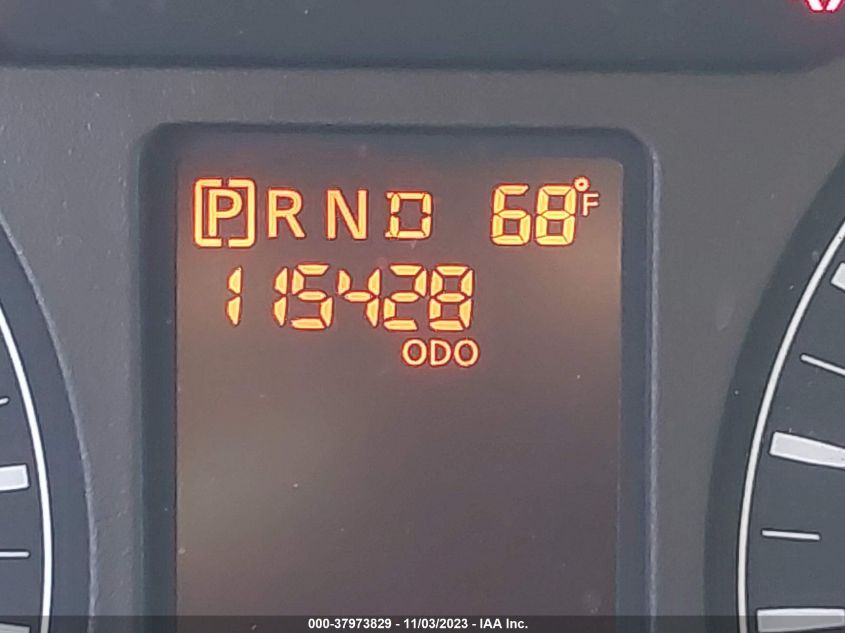 P R N D 68°F
115428
ODO
000-37973829 - 11/03/2023 - IAA Inc.